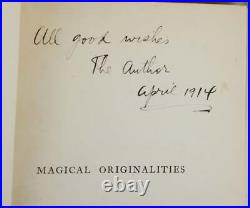 All good wishes
The Author
April 1914
MAGICAL ORIGINALITIES